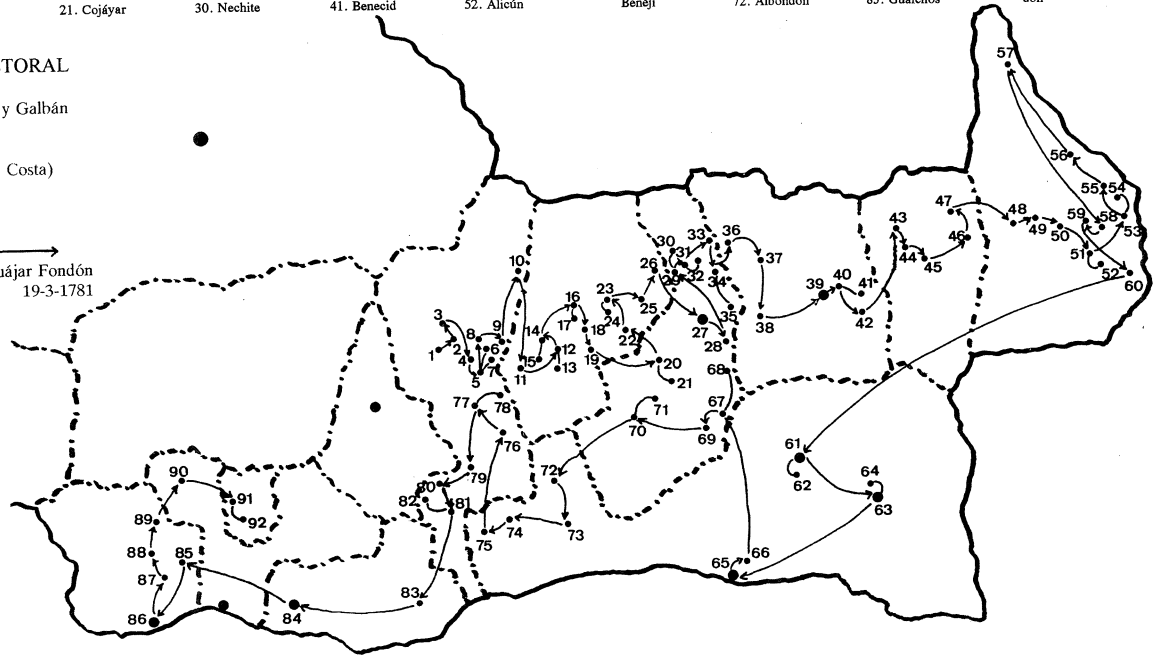 21. Cojáyar 30. Nechite 41. Benecid 52. Alicún Benejí 72. Albondón 85. Gualchos dón
TORAL
y Galbán
Costa)
uájar Fondón
19-3-1781
57
56
55 54
47 48 49 50 59 58 53
43 46 51
44 45 52 60
30 33 36
31
26 29 32 34 37
10
39 40 41
23 25 35
16 24 27 38 42
3 9 17 18
8 14 22 28
1 2 6 12
4 7 15 19 20
5 11 13 21 68
77 78 71 67
76 70 69
61 64
62 63
72
79
90 80
82 81
91
89 92
75 74 73
88 85 66
87 65
86 84 83